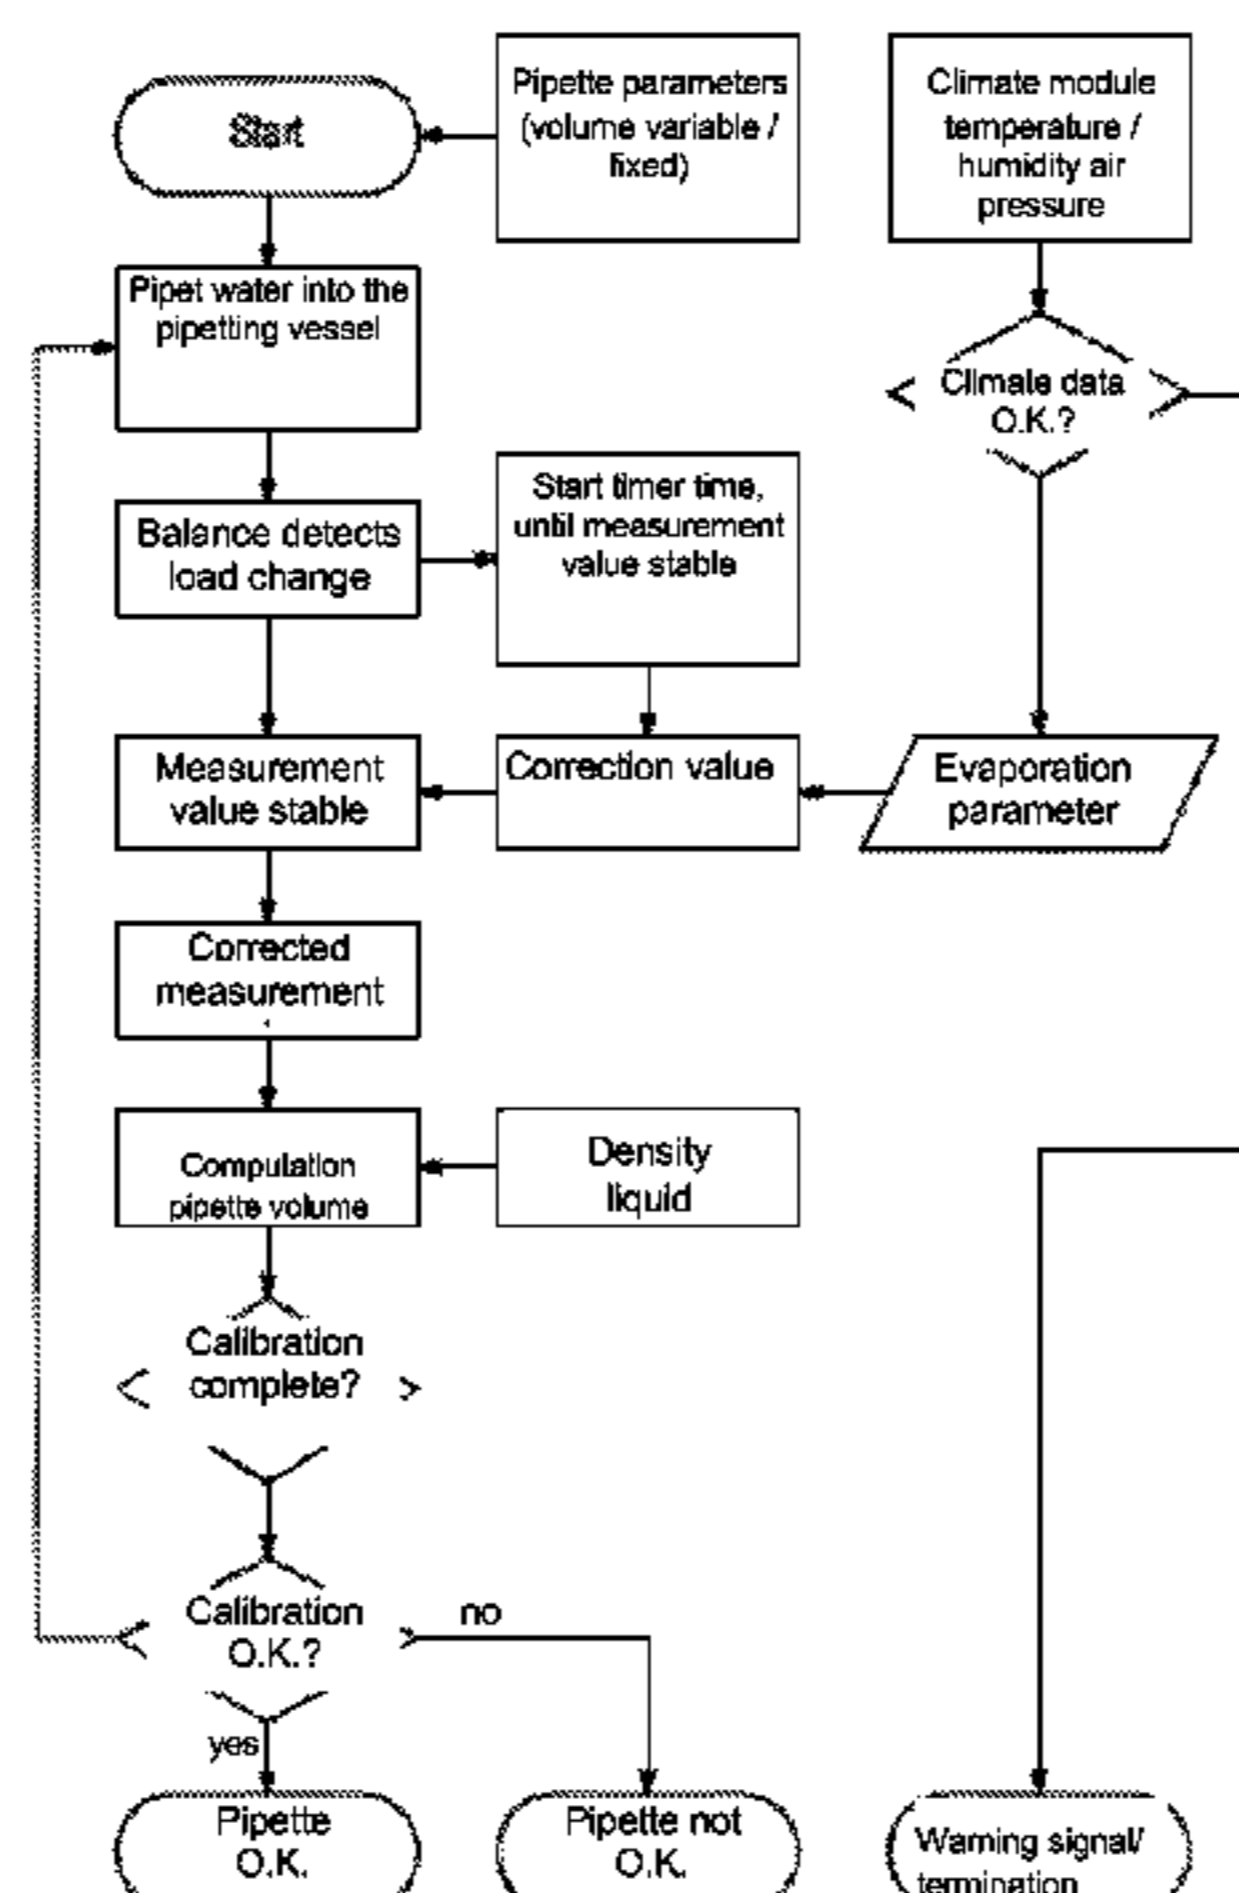 Start
Pipette parameters
(volume variable /
fixed)
Climate module
temperature /
humidity air
pressure
Pipet water into the
pipetting vessel
Climate data
O.K.?
Balance detects
load change
Start timer time,
until measurement
value stable
Measurement
value stable
Correction value
Evaporation
parameter
Corrected
measurement
Computation
pipette volume
Density
liquid
Calibration
complete?
Calibration
O.K.?
no
yes
Pipette
O.K.
Pipette not
O.K.
Warning signal/
termination